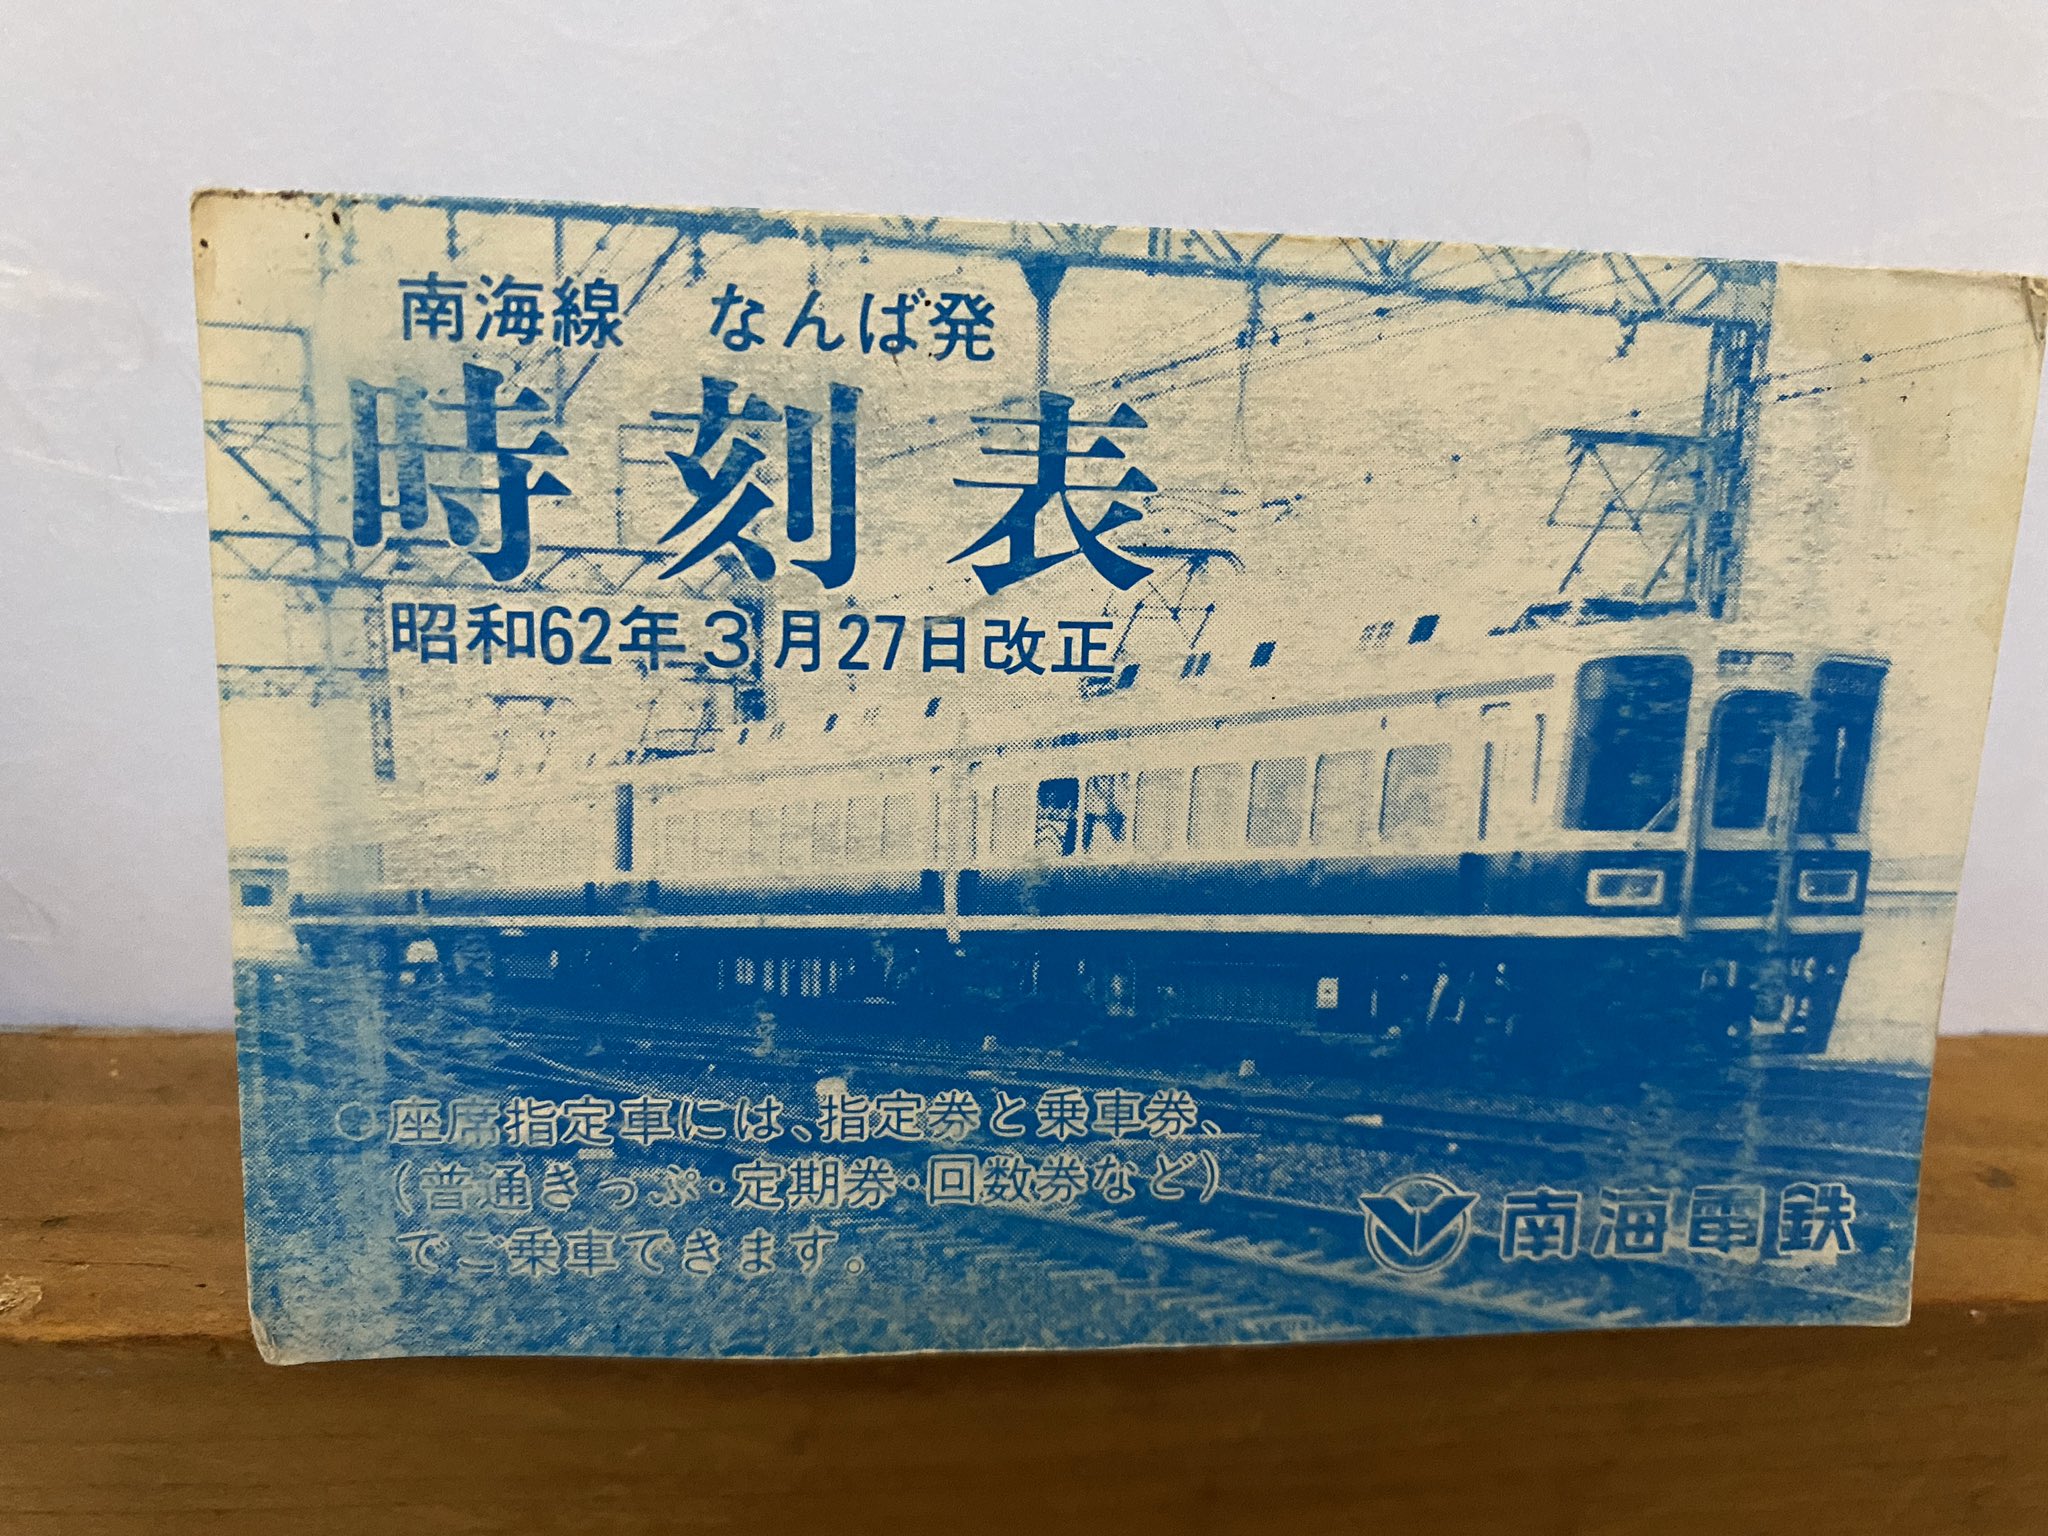 南海線　なんば発
時刻表
昭和62年3月27日改正
○座席指定車には、指定券と乗車券、
(普通きっぷ・定期券・回数券など)
でご乗車できます。
南海電鉄